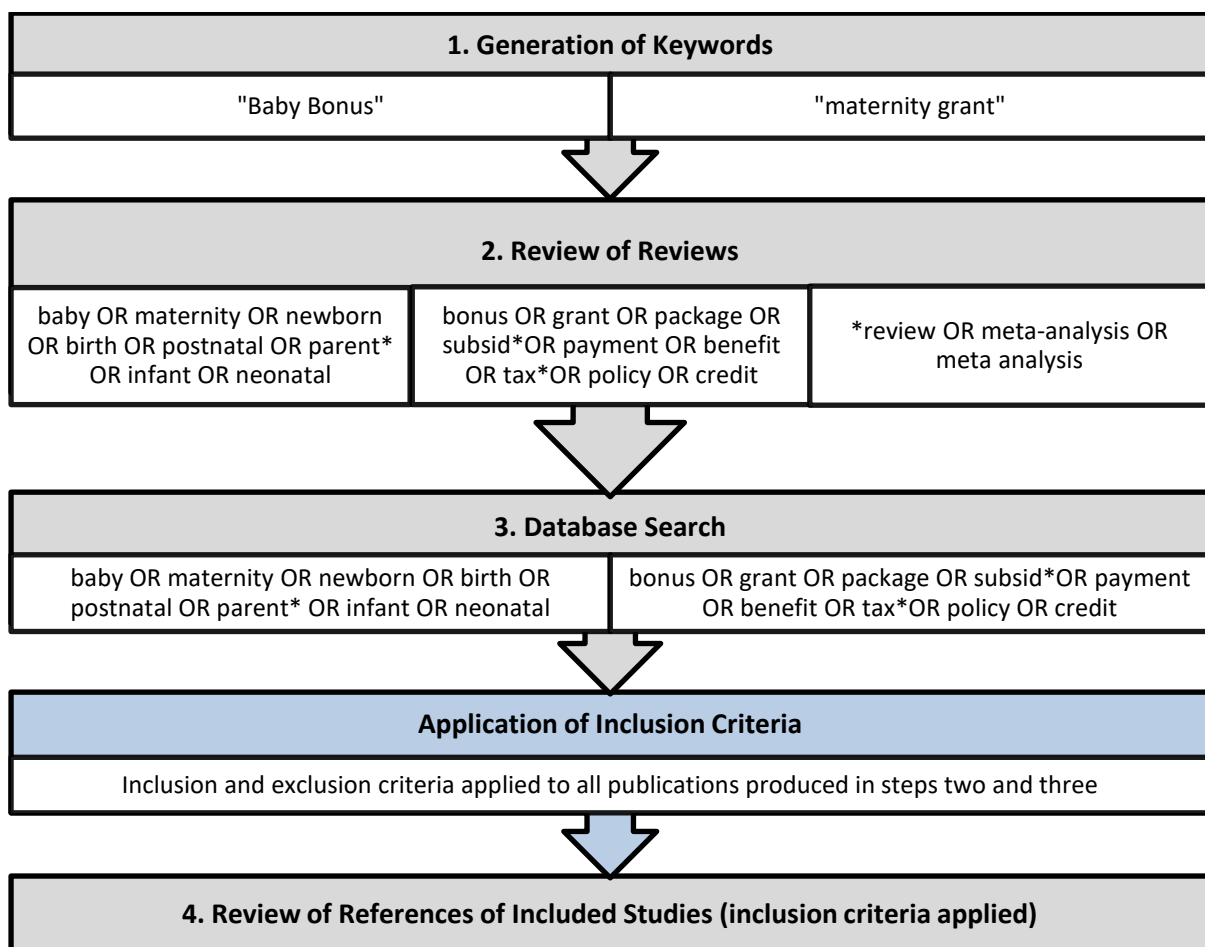 1. Generation of Keywords
"Baby Bonus"
"maternity grant"
2. Review of Reviews
baby OR maternity OR newborn
OR birth OR postnatal OR parent*
OR infant OR neonatal
bonus OR grant OR package OR
subsid*OR payment OR benefit
OR tax*OR policy OR credit
*review OR meta-analysis OR
meta analysis
3. Database Search
baby OR maternity OR newborn OR birth OR
postnatal OR parent* OR infant OR neonatal
bonus OR grant OR package OR subsid*OR payment
OR benefit OR tax*OR policy OR credit
Application of Inclusion Criteria
Inclusion and exclusion criteria applied to all publications produced in steps two and three
4. Review of References of Included Studies (inclusion criteria applied)